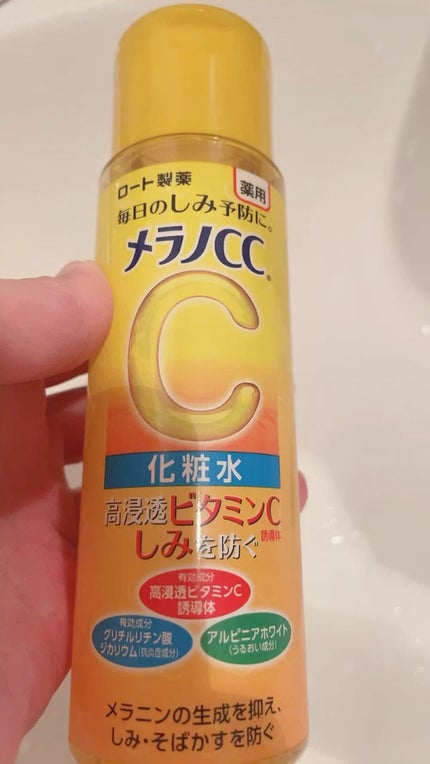 ロート製薬
薬用
毎日のしみ予防に。
メラノCC®
C
化粧水
高浸透ビタミンC誘導体
しみを防ぐ
有効成分
高浸透ビタミンC
誘導体
有効成分
グリチルリチン酸
ジカリウム(抗炎症成分)
アルピニアホワイト
(うるおい成分)
メラニンの生成を抑え、
しみ・そばかすを防ぐ